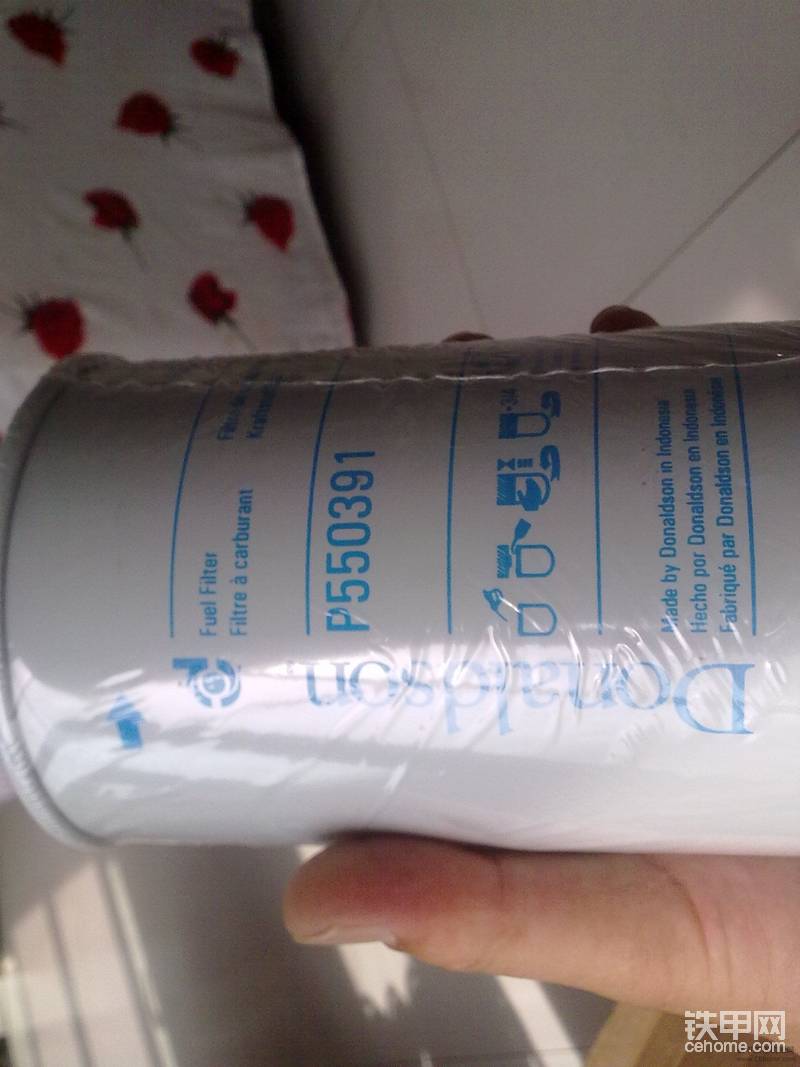 Donaldson
Fuel Filter
Filtre à carburant
P550391
Made by Donaldson in Indonesia
Hecho por Donaldson en Indonesia
Fabriqué par Donaldson en Indonésie
铁甲网
cehome.com